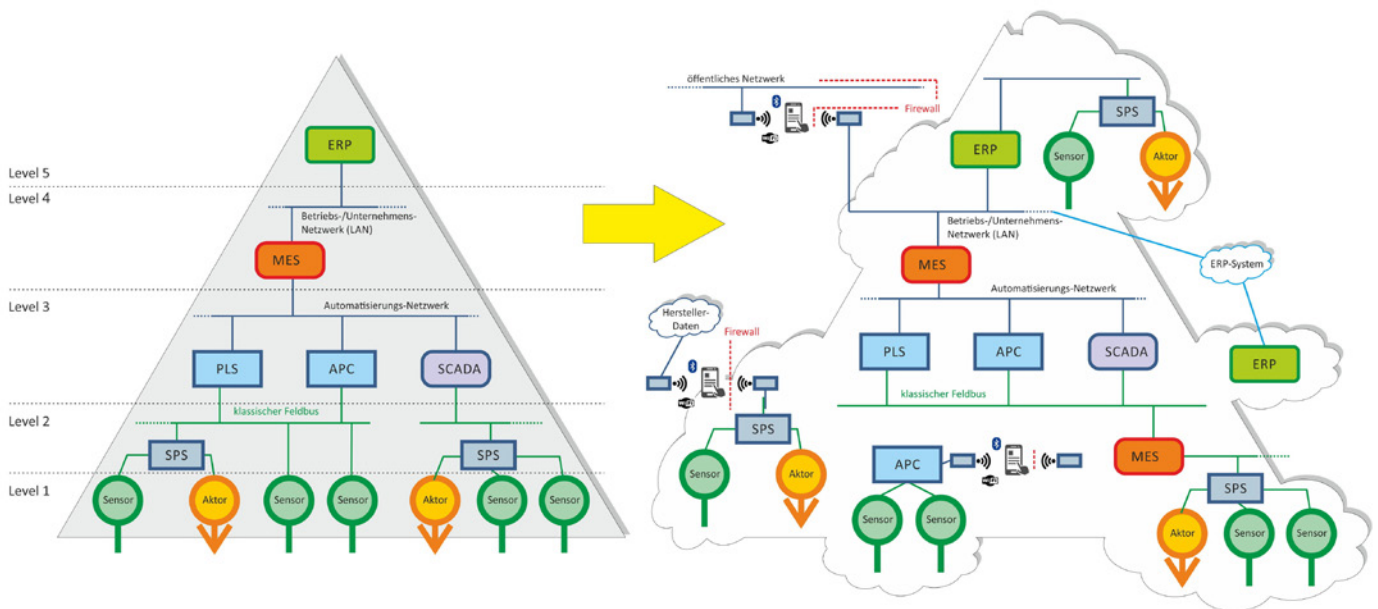 ERP
Level 5
Level 4
Betriebs-/Unternehmens-
Netzwerk (LAN)
MES
Level 3
Automatisierungs-Netzwerk
PLS
APC
SCADA
klassischer Feldbus
Level 2
SPS
SPS
Level 1
Sensor
Aktor
Sensor
Sensor
Aktor
Sensor
Sensor
öffentliches Netzwerk
Firewall
SPS
ERP
Sensor
Aktor
Betriebs-/Unternehmens-
Netzwerk (LAN)
MES
ERP-System
Automatisierungs-Netzwerk
Hersteller-
Daten
Firewall
PLS
APC
SCADA
ERP
klassischer Feldbus
SPS
Sensor
Aktor
APC
MES
SPS
Sensor
Sensor
Aktor
Sensor
Sensor